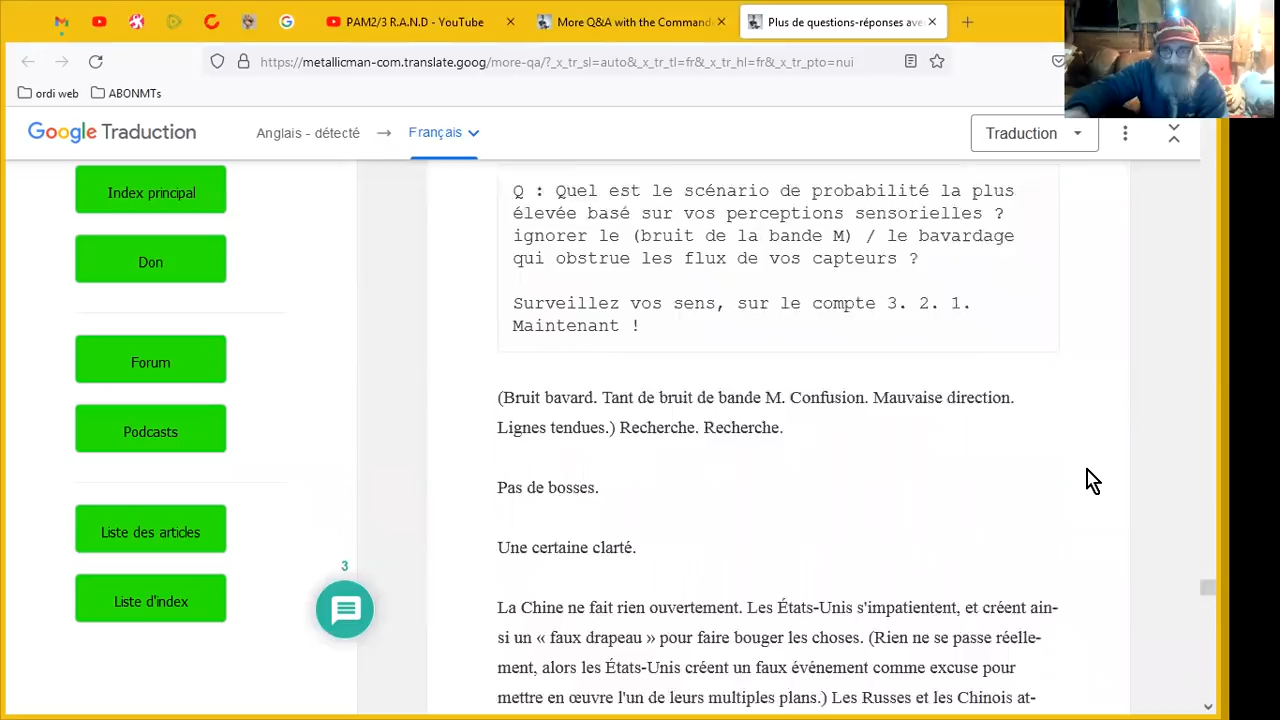 PAM2/3 R.A.N.D - YouTube
More Q&A with the Command
Plus de questions-réponses ave
https://metallicman-com.translate.goog/more-qa/?_x_tr_sl=auto&_x_tr_tl=fr&_x_tr_hl=fr&_x_tr_pto=nui
ordi web
ABONMTs
Google Traduction
Anglais - détecté
Français
Traduction
Index principal
Don
Forum
Podcasts
Liste des articles
Liste d'index
3
Q : Quel est le scénario de probabilité la plus
élevée basé sur vos perceptions sensorielles ?
ignorer le (bruit de la bande M) / le bavardage
qui obstrue les flux de vos capteurs ?
Surveillez vos sens, sur le compte 3. 2. 1.
Maintenant !
(Bruit bavard. Tant de bruit de bande M. Confusion. Mauvaise direction.
Lignes tendues.) Recherche. Recherche.
Pas de bosses.
Une certaine clarté.
La Chine ne fait rien ouvertement. Les États-Unis s'impatientent, et créent ain-
si un « faux drapeau » pour faire bouger les choses. (Rien ne se passe réelle-
ment, alors les États-Unis créent un faux événement comme excuse pour
mettre en œuvre l'un de leurs multiples plans.) Les Russes et les Chinois at-